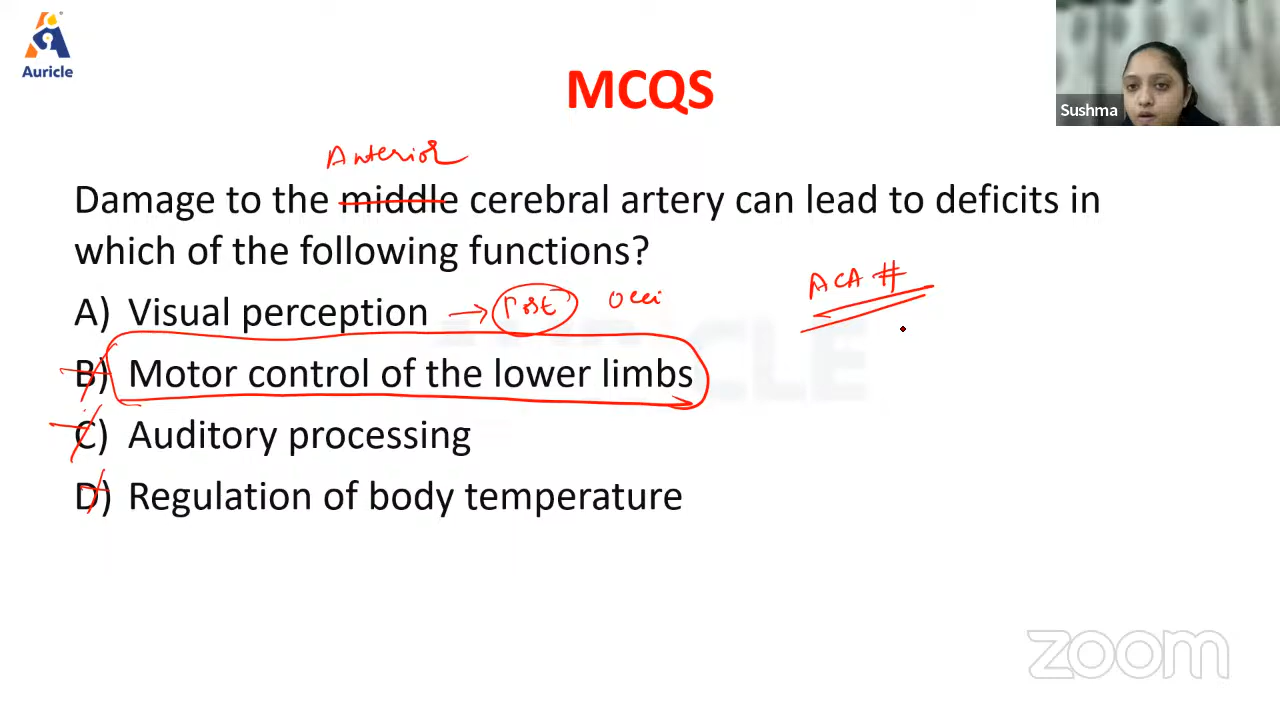 Auricle
MCQS
Sushma
Anterior
Damage to the middle cerebral artery can lead to deficits in
which of the following functions?
ACA #
A) Visual perception → Post Occi
B) Motor control of the lower limbs
C) Auditory processing
D) Regulation of body temperature
zoom